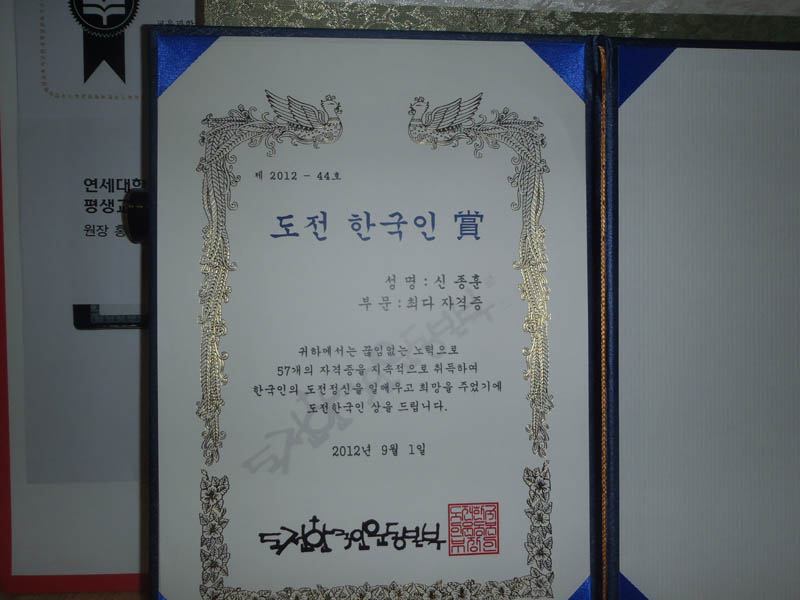 연세대학
평생교
원장 홍
제 2012 - 44호
도전 한국인 賞
성 명 : 신 종 훈
부 문 : 최다 자격증
귀하께서는 끊임없는 노력으로
57개의 자격증을 지속적으로 취득하여
한국인의 도전정신을 일깨우고 희망을 주었기에
도전한국인 상을 드립니다.
2012년 9월 1일
도전한국인운동본부